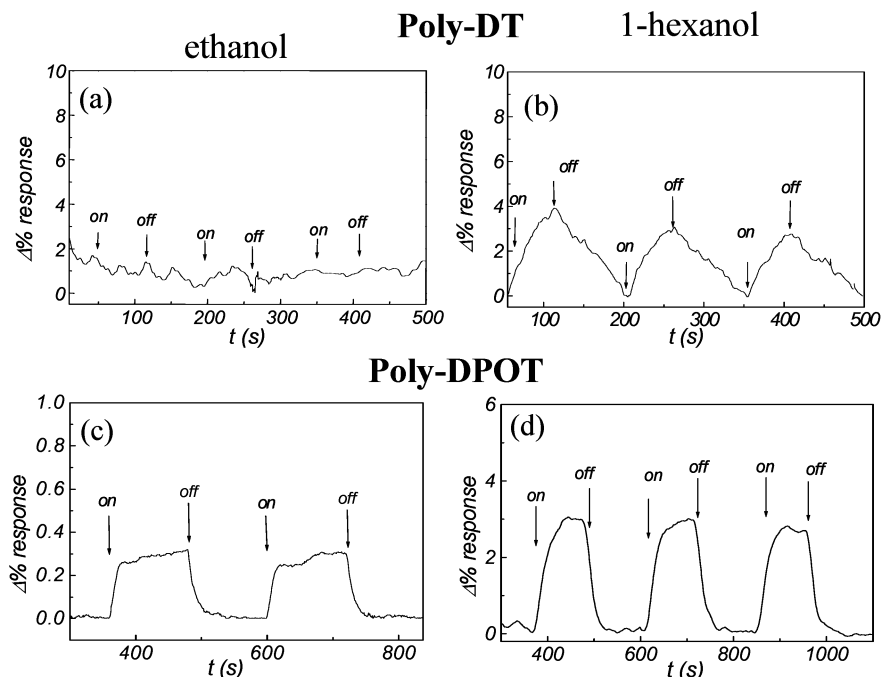 Poly-DT
ethanol
1-hexanol
(a)
10
8
6
4
2
0
Δ% response
on
off
on
off
on
off
100
200
300
400
500
t (s)
(b)
10
8
6
4
2
0
Δ% response
on
off
on
off
on
off
100
200
300
400
500
t (s)
Poly-DPOT
(c)
1.0
0.8
0.6
0.4
0.2
0.0
Δ% response
on
off
on
off
400
600
800
t (s)
(d)
6
4
2
0
Δ% response
on
off
on
off
on
off
400
600
800
1000
t (s)